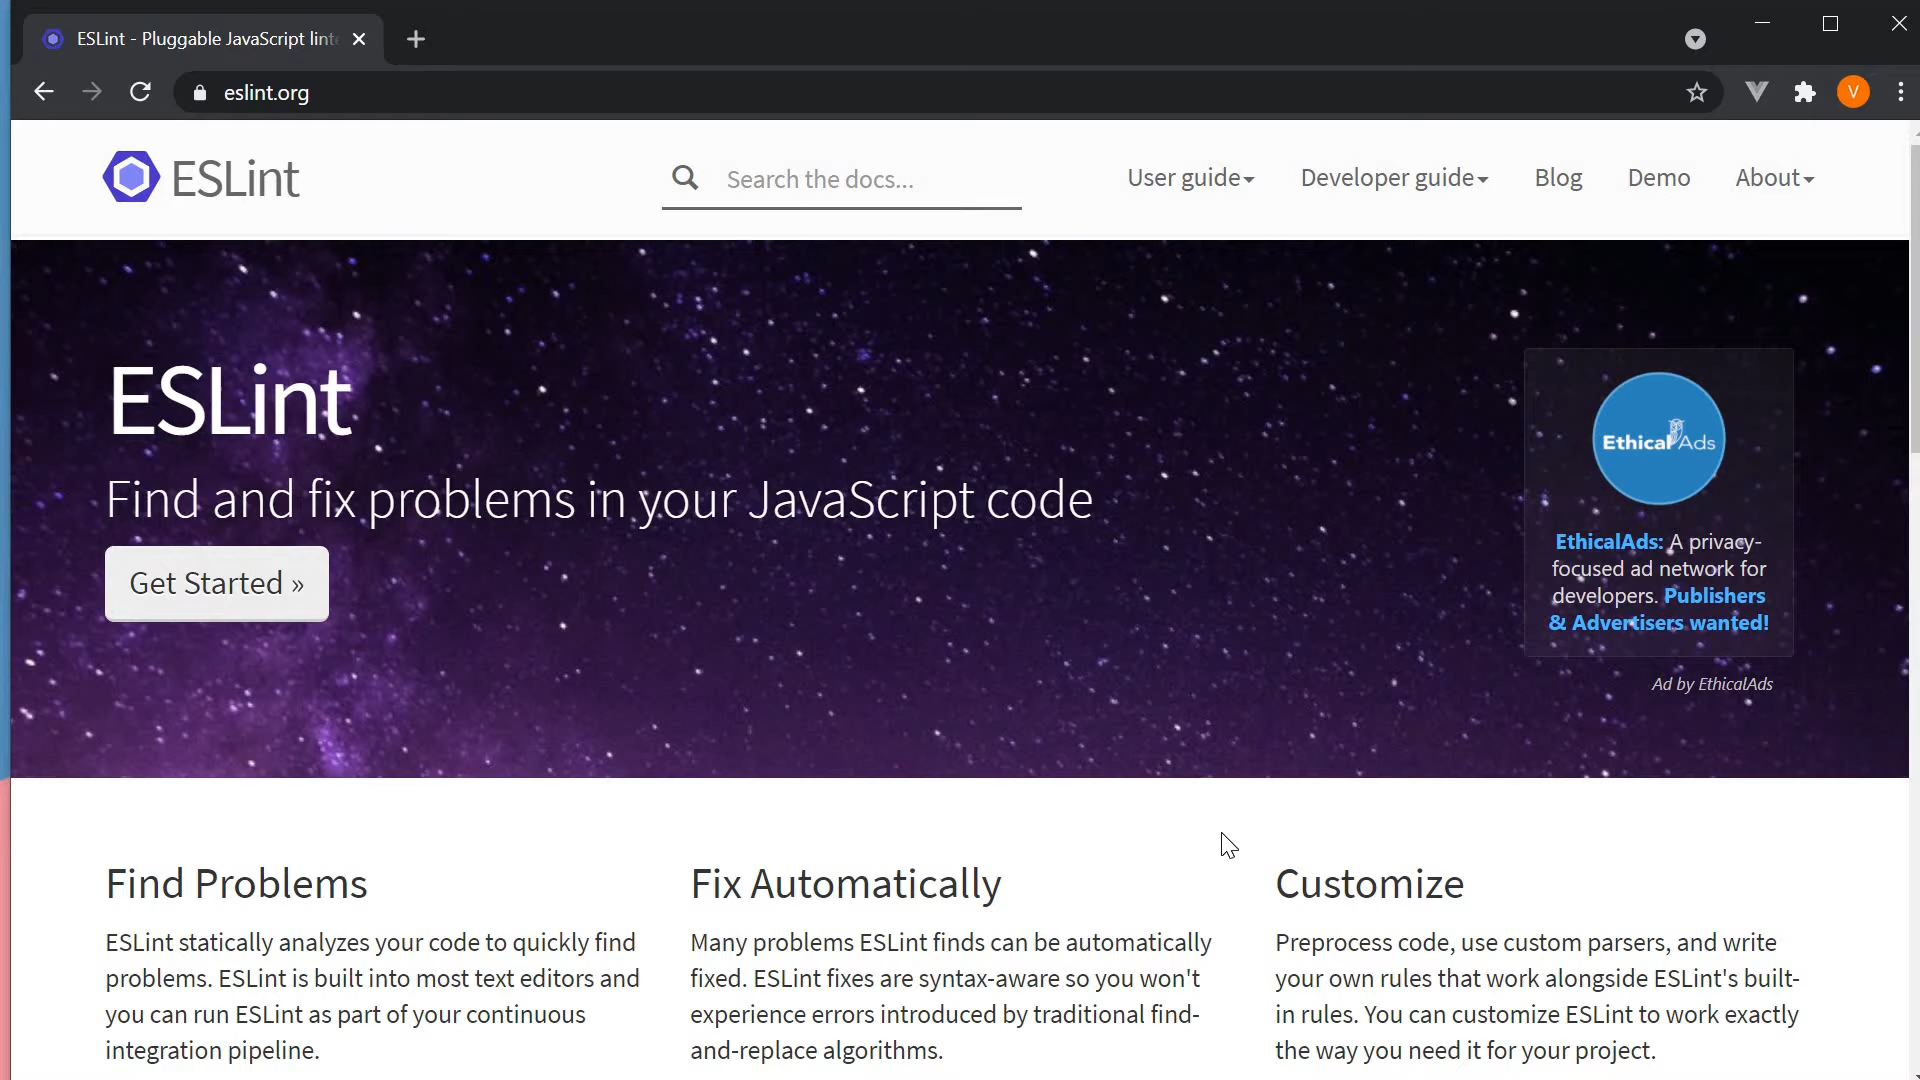 ESLint - Pluggable JavaScript lint
eslint.org
V
ESLint
Search the docs...
User guide
Developer guide
Blog
Demo
About
ESLint
Find and fix problems in your JavaScript code
Get Started »
EthicalAds
EthicalAds: A privacy-
focused ad network for
developers. Publishers
& Advertisers wanted!
Ad by EthicalAds
Find Problems
ESLint statically analyzes your code to quickly find
problems. ESLint is built into most text editors and
you can run ESLint as part of your continuous
integration pipeline.
Fix Automatically
Many problems ESLint finds can be automatically
fixed. ESLint fixes are syntax-aware so you won't
experience errors introduced by traditional find-
and-replace algorithms.
Customize
Preprocess code, use custom parsers, and write
your own rules that work alongside ESLint's built-
in rules. You can customize ESLint to work exactly
the way you need it for your project.